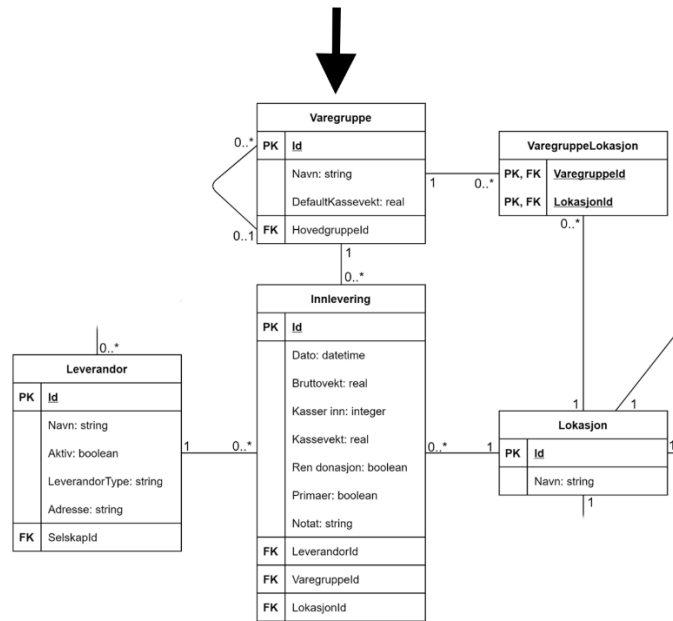 Varegruppe
0..*
PK Id
Navn: string
DefaultKassevekt: real
0..1
FK HovedgruppeId
1
0..*
VaregruppeLokasjon
PK, FK VaregruppeId
PK, FK LokasjonId
0..*
1
0..*
Innlevering
PK Id
Dato: datetime
Bruttovekt: real
Kasser inn: integer
Kassevekt: real
Ren donasjon: boolean
Primaer: boolean
Notat: string
FK LeverandorId
FK VaregruppeId
FK LokasjonId
0..*
Leverandor
PK Id
Navn: string
Aktiv: boolean
LeverandorType: string
Adresse: string
FK SelskapId
1
0..*
0..*
1
1
1
Lokasjon
PK Id
1
Navn: string
1